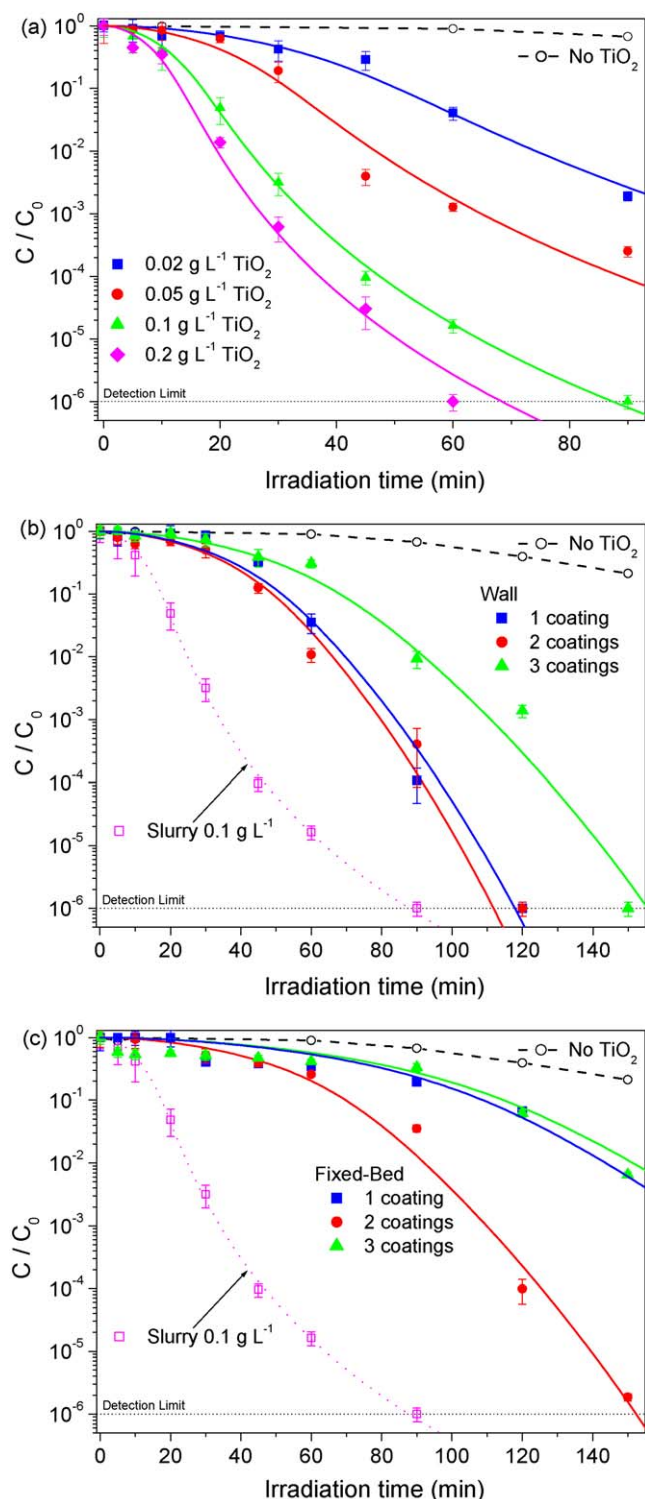 (a)
10⁰
10⁻¹
10⁻²
10⁻³
10⁻⁴
10⁻⁵
10⁻⁶
C / C₀
No TiO₂
0.02 g L⁻¹ TiO₂
0.05 g L⁻¹ TiO₂
0.1 g L⁻¹ TiO₂
0.2 g L⁻¹ TiO₂
Detection Limit
0 20 40 60 80
Irradiation time (min)
(b)
10⁰
10⁻¹
10⁻²
10⁻³
10⁻⁴
10⁻⁵
10⁻⁶
C / C₀
No TiO₂
Wall
1 coating
2 coatings
3 coatings
Slurry 0.1 g L⁻¹
Detection Limit
0 20 40 60 80 100 120 140
Irradiation time (min)
(c)
10⁰
10⁻¹
10⁻²
10⁻³
10⁻⁴
10⁻⁵
10⁻⁶
C / C₀
No TiO₂
Fixed-Bed
1 coating
2 coatings
3 coatings
Slurry 0.1 g L⁻¹
Detection Limit
0 20 40 60 80 100 120 140
Irradiation time (min)